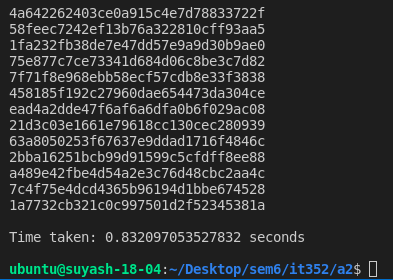 4a642262403ce0a915c4e7d78833722f
58feec7242ef13b76a322810cff93aa5
1fa232fb38de7e47dd57e9a9d30b9ae0
75e877c7ce73341d684d06c8be3c7d82
7f71f8e968ebb58ecf57cdb8e33f3838
458185f192c27960dae654473da304ce
ead4a2dde47f6af6a6dfa0b6f029ac08
21d3c03e1661e79618cc130cec280939
63a8050253f67637e9ddad1716f4846c
2bba16251bcb99d91599c5cfdff8ee88
a489e42fbe4d54a2e3c76d48cbc2aa4c
7c4f75e4dcd4365b96194d1bbe674528
1a7732cb321c0c997501d2f52345381a
Time taken: 0.832097053527832 seconds
ubuntu@suyash-18-04:~/Desktop/sem6/it352/a2$